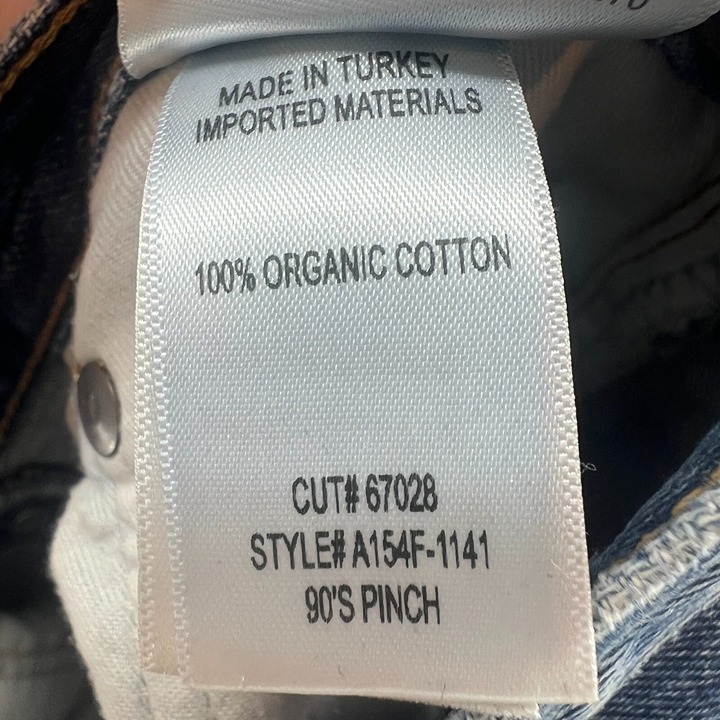 MADE IN TURKEY
IMPORTED MATERIALS
100% ORGANIC COTTON
CUT# 67028
STYLE# A154F-1141
90'S PINCH